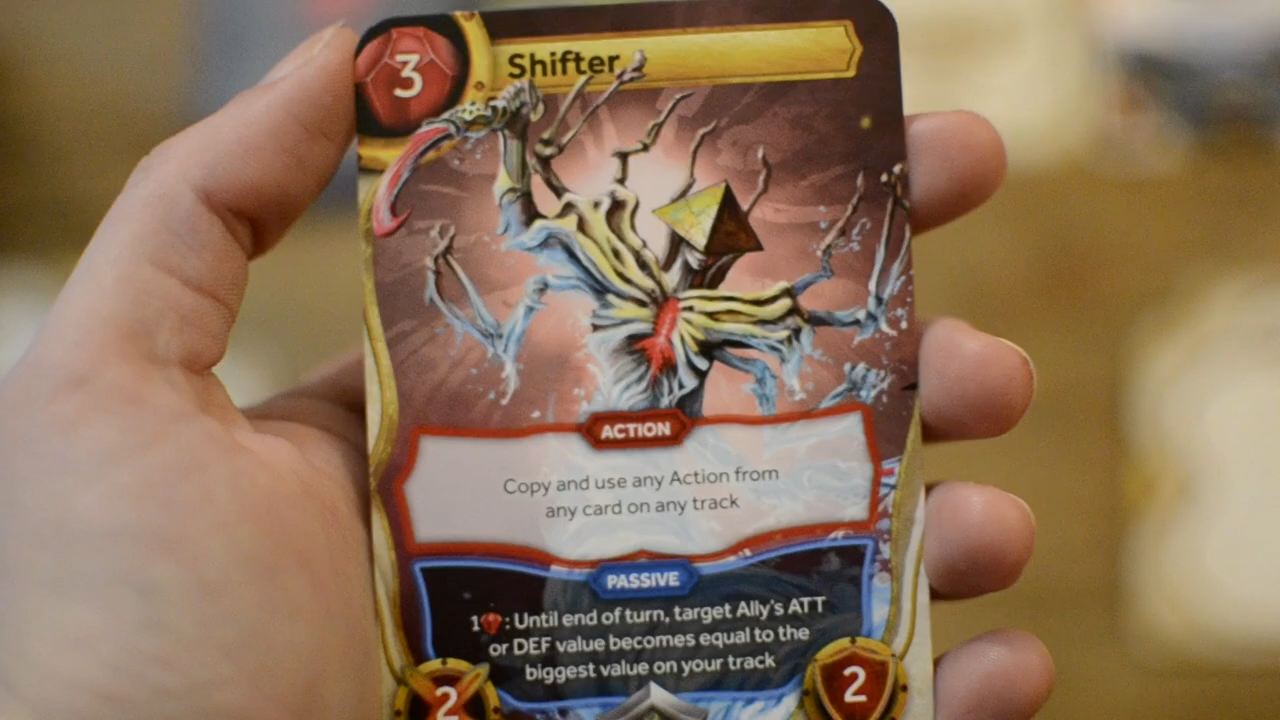 3
Shifter
ACTION
Copy and use any Action from
any card on any track
PASSIVE
1 : Until end of turn, target Ally's ATT
or DEF value becomes equal to the
biggest value on your track
2
2